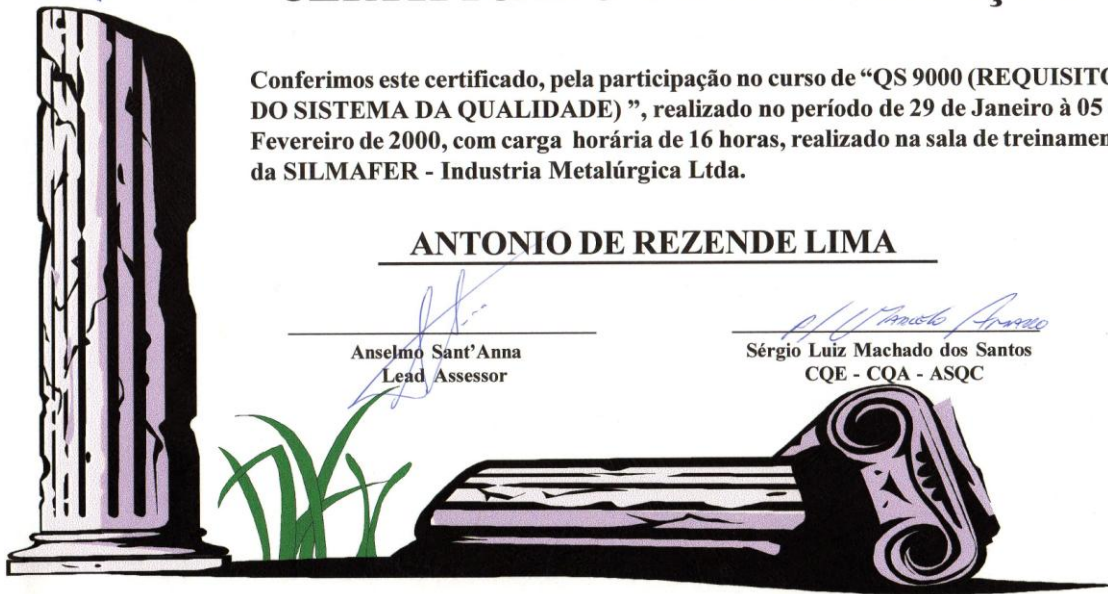 Conferimos este certificado, pela participação no curso de “QS 9000 (REQUISITO
DO SISTEMA DA QUALIDADE) ”, realizado no período de 29 de Janeiro à 05
Fevereiro de 2000, com carga horária de 16 horas, realizado na sala de treinamen
da SILMAFER - Industria Metalúrgica Ltda.
ANTONIO DE REZENDE LIMA
p/ Marcelo Amaro
Anselmo Sant’Anna
Lead Assessor
Sérgio Luiz Machado dos Santos
CQE - CQA - ASQC